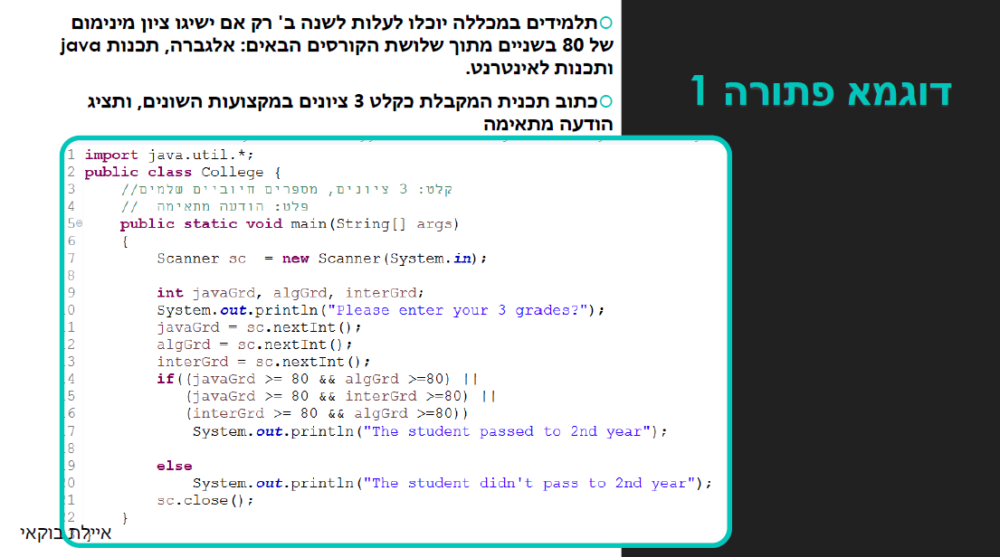 דוגמא פתורה 1
תלמידים במכללה יוכלו לעלות לשנה ב' רק אם ישיגו ציון מינימום
של 80 בשניים מתוך שלושת הקורסים הבאים: אלגברה, תכנות java
ותכנות לאינטרנט.
כתוב תכנית המקבלת כקלט 3 ציונים במקצועות השונים, ותציג
הודעה מתאימה
1 import java.util.*;
2 public class College {
3 //קלט: 3 ציונים, מספרים חיוביים שלמים
4 // פלט: הודעה מתאימה
5 public static void main(String[] args)
6 {
7 Scanner sc = new Scanner(System.in);
8
9 int javaGrd, algGrd, interGrd;
0 System.out.println("Please enter your 3 grades?");
1 javaGrd = sc.nextInt();
2 algGrd = sc.nextInt();
3 interGrd = sc.nextInt();
4 if((javaGrd >= 80 && algGrd >=80) ||
5 (javaGrd >= 80 && interGrd >=80) ||
6 (interGrd >= 80 && algGrd >=80))
7 System.out.println("The student passed to 2nd year");
8
9 else
0 System.out.println("The student didn't pass to 2nd year");
1 sc.close();
2 }
איילת בוקאי